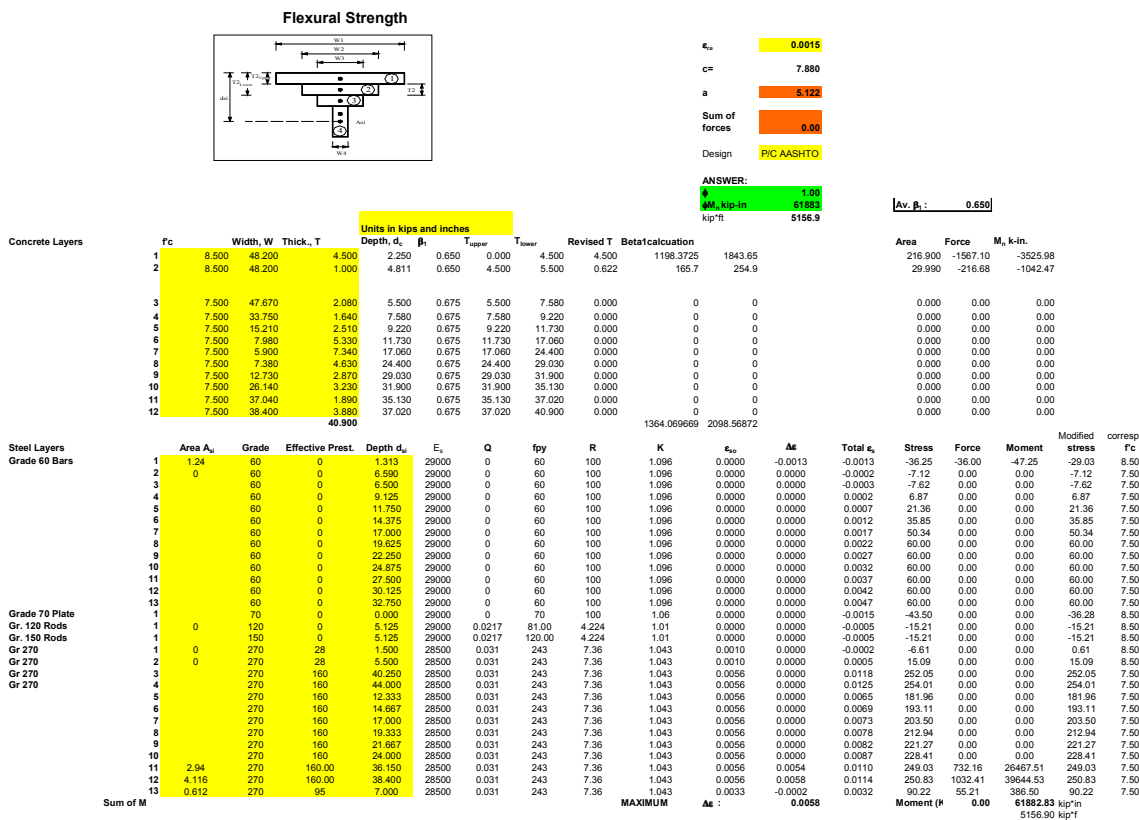 Flexural Strength
W1
W2
W3
T2
dsi
1
2
3
4
T2
Asi
W4
εcu 0.0015
c= 7.880
a 5.122
Sum of forces 0.00
Design P/C AASHTO
ANSWER:
ϕ 1.00
ϕMn kip-in 61883
kip*ft 5156.9
Av. β1 : 0.650
Units in kips and inches
Concrete Layers f'c Width, W Thick., T Depth, dc β1 Tupper Tlower Revised T Beta1calcuation Area Force Mn k-in.
1 8.500 48.200 4.500 2.250 0.650 0.000 4.500 4.500 1198.3725 1843.65 216.900 -1567.10 -3525.98
2 8.500 48.200 1.000 4.811 0.650 4.500 5.500 0.622 165.7 254.9 29.990 -216.68 -1042.47
3 7.500 47.670 2.080 5.500 0.675 5.500 7.580 0.000 0 0 0.000 0.00 0.00
4 7.500 33.750 1.640 7.580 0.675 7.580 9.220 0.000 0 0 0.000 0.00 0.00
5 7.500 15.210 2.510 9.220 0.675 9.220 11.730 0.000 0 0 0.000 0.00 0.00
6 7.500 7.980 5.330 11.730 0.675 11.730 17.060 0.000 0 0 0.000 0.00 0.00
7 7.500 5.900 7.340 17.060 0.675 17.060 24.400 0.000 0 0 0.000 0.00 0.00
8 7.500 7.380 4.630 24.400 0.675 24.400 29.030 0.000 0 0 0.000 0.00 0.00
9 7.500 12.730 2.870 29.030 0.675 29.030 31.900 0.000 0 0 0.000 0.00 0.00
10 7.500 26.140 3.230 31.900 0.675 31.900 35.130 0.000 0 0 0.000 0.00 0.00
11 7.500 37.040 1.890 35.130 0.675 35.130 37.020 0.000 0 0 0.000 0.00 0.00
12 7.500 38.400 3.880 37.020 0.675 37.020 40.900 0.000 0 0 0.000 0.00 0.00
40.900 1364.069669 2098.56872
Steel Layers Area Asi Grade Effective Prest. Depth dsi Es Q fpy R K εso Δε Total εs Stress Force Moment Modified stress corresp f'c
Grade 60 Bars 1 1.24 60 0 1.313 29000 0 60 100 1.096 0.0000 -0.0013 -0.0013 -36.25 -36.00 -47.25 -29.03 8.50
2 0 60 0 6.590 29000 0 60 100 1.096 0.0000 0.0000 -0.0002 -7.12 0.00 0.00 -7.12 7.50
3 60 0 6.500 29000 0 60 100 1.096 0.0000 0.0000 -0.0003 -7.62 0.00 0.00 -7.62 7.50
4 60 0 9.125 29000 0 60 100 1.096 0.0000 0.0000 0.0002 6.87 0.00 0.00 6.87 7.50
5 60 0 11.750 29000 0 60 100 1.096 0.0000 0.0000 0.0007 21.36 0.00 0.00 21.36 7.50
6 60 0 14.375 29000 0 60 100 1.096 0.0000 0.0000 0.0012 35.85 0.00 0.00 35.85 7.50
7 60 0 17.000 29000 0 60 100 1.096 0.0000 0.0000 0.0017 50.34 0.00 0.00 50.34 7.50
8 60 0 19.625 29000 0 60 100 1.096 0.0000 0.0000 0.0022 60.00 0.00 0.00 60.00 7.50
9 60 0 22.250 29000 0 60 100 1.096 0.0000 0.0000 0.0027 60.00 0.00 0.00 60.00 7.50
10 60 0 24.875 29000 0 60 100 1.096 0.0000 0.0000 0.0032 60.00 0.00 0.00 60.00 7.50
11 60 0 27.500 29000 0 60 100 1.096 0.0000 0.0000 0.0037 60.00 0.00 0.00 60.00 7.50
12 60 0 30.125 29000 0 60 100 1.096 0.0000 0.0000 0.0042 60.00 0.00 0.00 60.00 7.50
13 60 0 32.750 29000 0 60 100 1.096 0.0000 0.0000 0.0047 60.00 0.00 0.00 60.00 7.50
Grade 70 Plate 1 70 0 0.000 29000 0 70 100 1.06 0.0000 0.0000 -0.0015 -43.50 0.00 0.00 -36.28 8.50
Gr. 120 Rods 1 0 120 0 5.125 29000 0.0217 81.00 4.224 1.01 0.0000 0.0000 -0.0005 -15.21 0.00 0.00 -15.21 8.50
Gr. 150 Rods 1 150 0 5.125 29000 0.0217 120.00 4.224 1.01 0.0000 0.0000 -0.0005 -15.21 0.00 0.00 -15.21 8.50
Gr 270 1 0 270 28 1.500 28500 0.031 243 7.36 1.043 0.0010 0.0000 -0.0002 -6.61 0.00 0.00 0.61 8.50
Gr 270 2 0 270 28 5.500 28500 0.031 243 7.36 1.043 0.0010 0.0000 0.0005 15.09 0.00 0.00 15.09 8.50
Gr 270 3 270 160 40.250 28500 0.031 243 7.36 1.043 0.0056 0.0000 0.0118 252.05 0.00 0.00 252.05 7.50
Gr 270 4 270 160 44.000 28500 0.031 243 7.36 1.043 0.0056 0.0000 0.0125 254.01 0.00 0.00 254.01 7.50
5 270 160 12.333 28500 0.031 243 7.36 1.043 0.0056 0.0000 0.0065 181.96 0.00 0.00 181.96 7.50
6 270 160 14.667 28500 0.031 243 7.36 1.043 0.0056 0.0000 0.0069 193.11 0.00 0.00 193.11 7.50
7 270 160 17.000 28500 0.031 243 7.36 1.043 0.0056 0.0000 0.0073 203.50 0.00 0.00 203.50 7.50
8 270 160 19.333 28500 0.031 243 7.36 1.043 0.0056 0.0000 0.0078 212.94 0.00 0.00 212.94 7.50
9 270 160 21.667 28500 0.031 243 7.36 1.043 0.0056 0.0000 0.0082 221.27 0.00 0.00 221.27 7.50
10 270 160 24.000 28500 0.031 243 7.36 1.043 0.0056 0.0000 0.0087 228.41 0.00 0.00 228.41 7.50
11 2.94 270 160.00 36.150 28500 0.031 243 7.36 1.043 0.0056 0.0054 0.0110 249.03 732.16 26467.51 249.03 7.50
12 4.116 270 160.00 38.400 28500 0.031 243 7.36 1.043 0.0056 0.0058 0.0114 250.83 1032.41 39644.53 250.83 7.50
13 0.612 270 95 7.000 28500 0.031 243 7.36 1.043 0.0033 -0.0002 0.0032 90.22 55.21 386.50 90.22 7.50
Sum of M MAXIMUM Δε : 0.0058 Moment (K 0.00 61882.83 kip*in
5156.90 kip*f